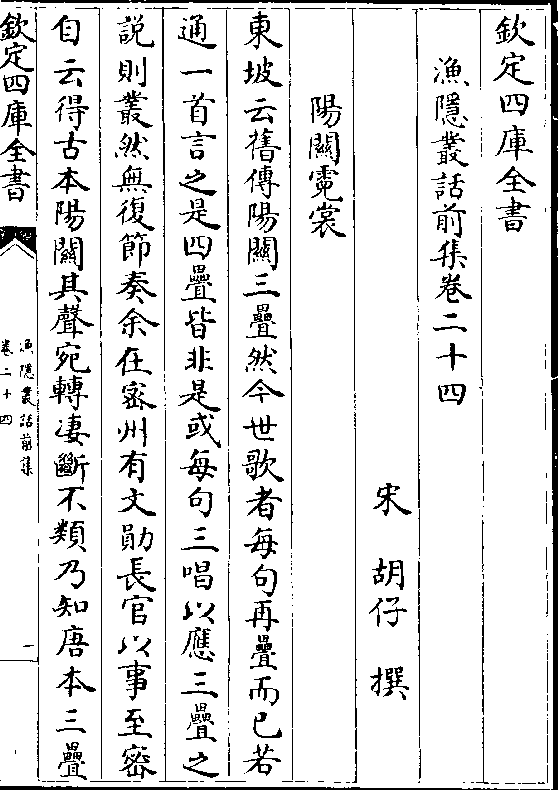 欽定四庫全書
漁隱叢話前集卷二十四
宋 胡仔 撰
陽關霓裳
東坡云舊傳陽關三疊然今世歌者每句再疊而已若
通一首言之是四疊皆非是或每句三唱以應三疊之
說則叢然無復節奏余在密州有文勛長官以事至密
自云得古本陽關其聲宛轉凄斷不類乃知唐本三疊
欽定四庫全書
漁隱叢話前集
卷二十四
一